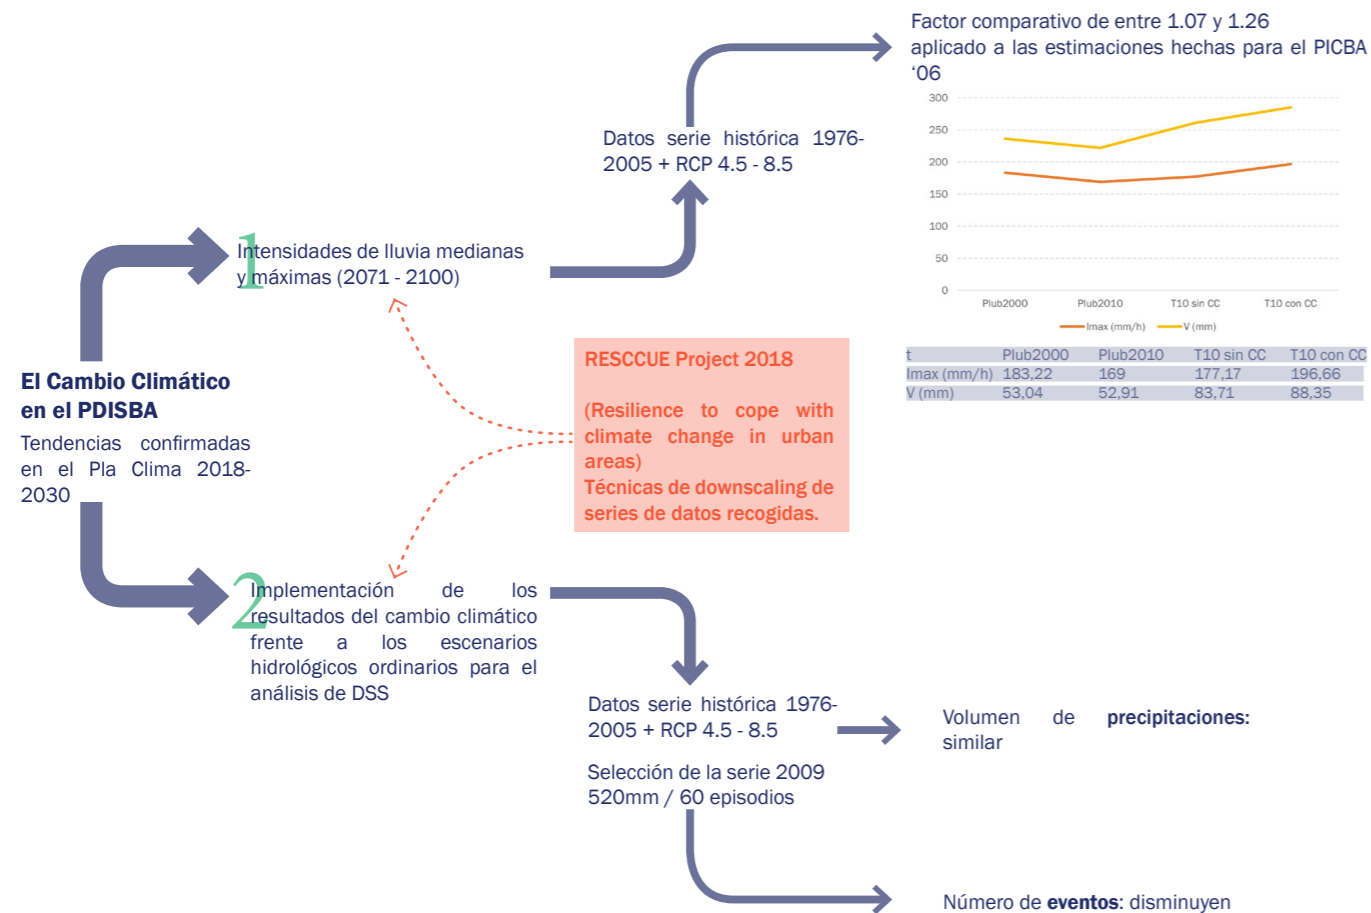 El Cambio Climático
en el PDISBA
Tendencias confirmadas
en el Pla Clima 2018-
2030
1
Intensidades de lluvia medianas
y máximas (2071 - 2100)
Datos serie histórica 1976-
2005 + RCP 4.5 - 8.5
Factor comparativo de entre 1.07 y 1.26
aplicado a las estimaciones hechas para el PICBA
‘06
300
250
200
150
100
50
0
Plub2000 Plub2010 T10 sin CC T10 con CC
Imax (mm/h) V (mm)
t Plub2000 Plub2010 T10 sin CC T10 con CC
Imax (mm/h) 183,22 169 177,17 196,66
V (mm) 53,04 52,91 83,71 88,35
RESCCUE Project 2018
(Resilience to cope with
climate change in urban
areas)
Técnicas de downscaling de
series de datos recogidas.
2
Implementación de los
resultados del cambio climático
frente a los escenarios
hidrológicos ordinarios para el
análisis de DSS
Datos serie histórica 1976-
2005 + RCP 4.5 - 8.5
Selección de la serie 2009
520mm / 60 episodios
Volumen de precipitaciones:
similar
Número de eventos: disminuyen